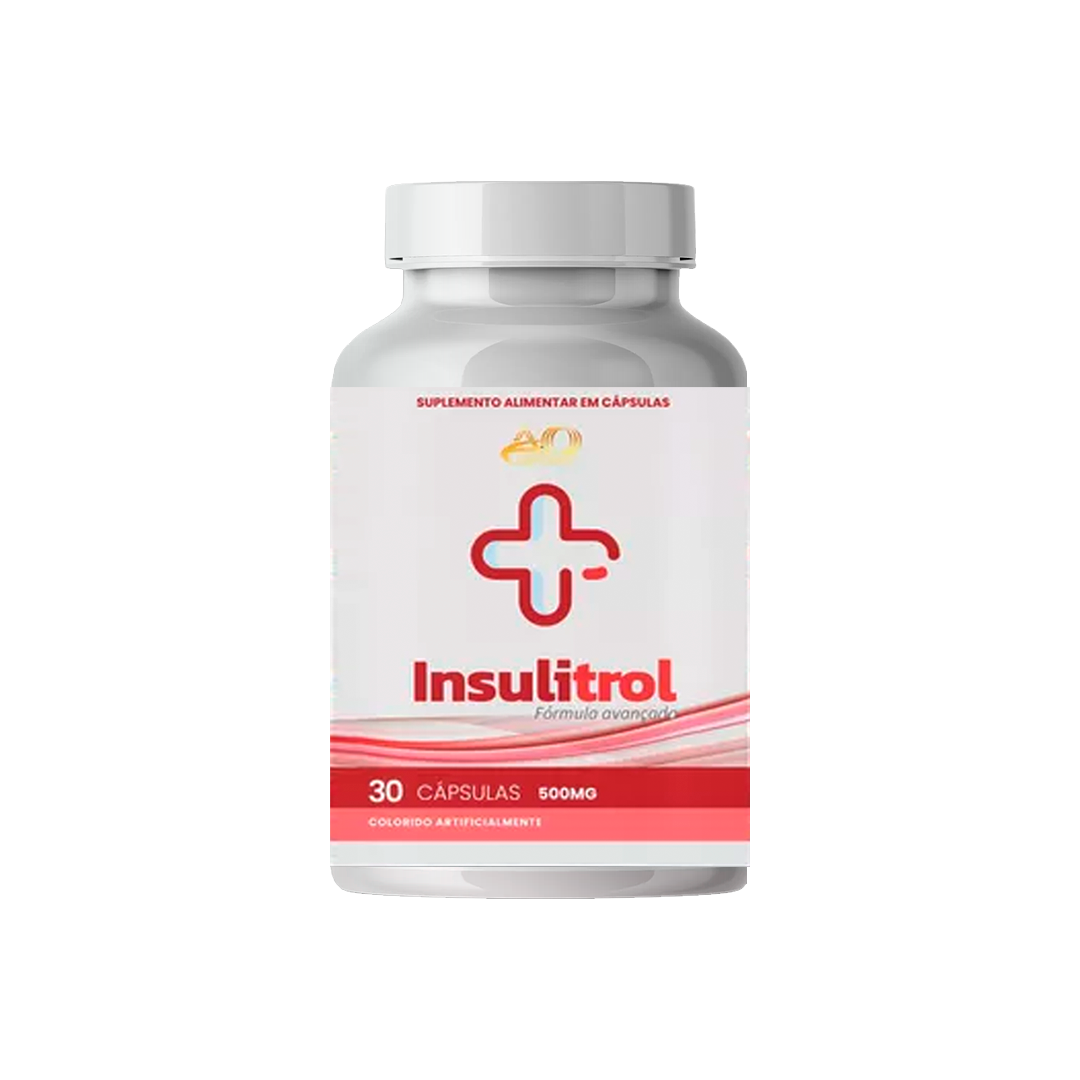 SUPLEMENTO ALIMENTAR EM CÁPSULAS
Insulitrol
Fórmula avançada
30 CÁPSULAS 500MG
COLORIDO ARTIFICIALMENTE